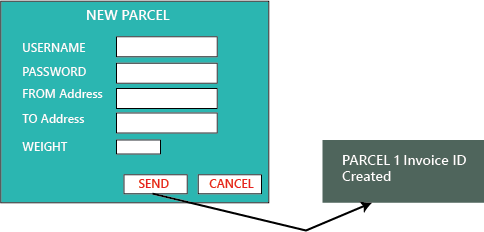 NEW PARCEL
USERNAME
PASSWORD
FROM Address
TO Address
WEIGHT
SEND CANCEL
PARCEL 1 Invoice ID
Created